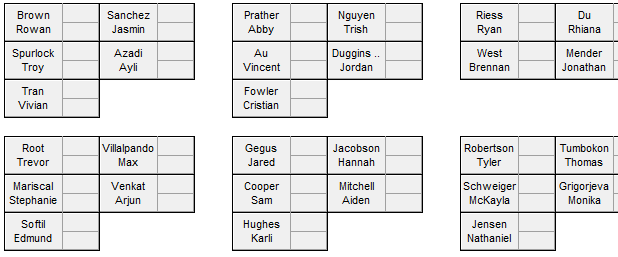 Brown Sanchez Prather Nguyen Riess Du
Rowan Jasmin Abby Trish Ryan Rhiana
Spurlock Azadi Au Duggins .. West Mender
Troy Ayli Vincent Jordan Brennan Jonathan
Tran Fowler
Vivian Cristian
Root Villalpando Gegus Jacobson Robertson Tumbokon
Trevor Max Jared Hannah Tyler Thomas
Mariscal Venkat Cooper Mitchell Schweiger Grigorjeva
Stephanie Arjun Sam Aiden McKayla Monika
Softil Hughes Jensen
Edmund Karli Nathaniel